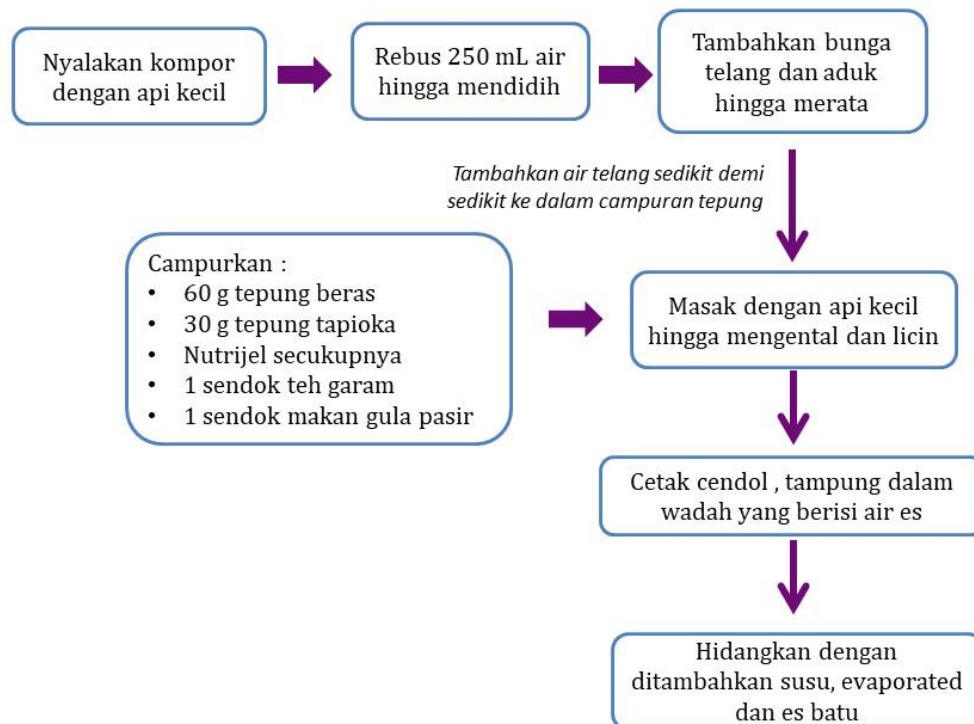 Nyalakan kompor
dengan api kecil
Rebus 250 mL air
hingga mendidih
Tambahkan bunga
telang dan aduk
hingga merata
Tambahkan air telang sedikit demi
sedikit ke dalam campuran tepung
Campurkan :
• 60 g tepung beras
• 30 g tepung tapioka
• Nutrijel secukupnya
• 1 sendok teh garam
• 1 sendok makan gula pasir
Masak dengan api kecil
hingga mengental dan licin
Cetak cendol , tampung dalam
wadah yang berisi air es
Hidangkan dengan
ditambahkan susu, evaporated
dan es batu